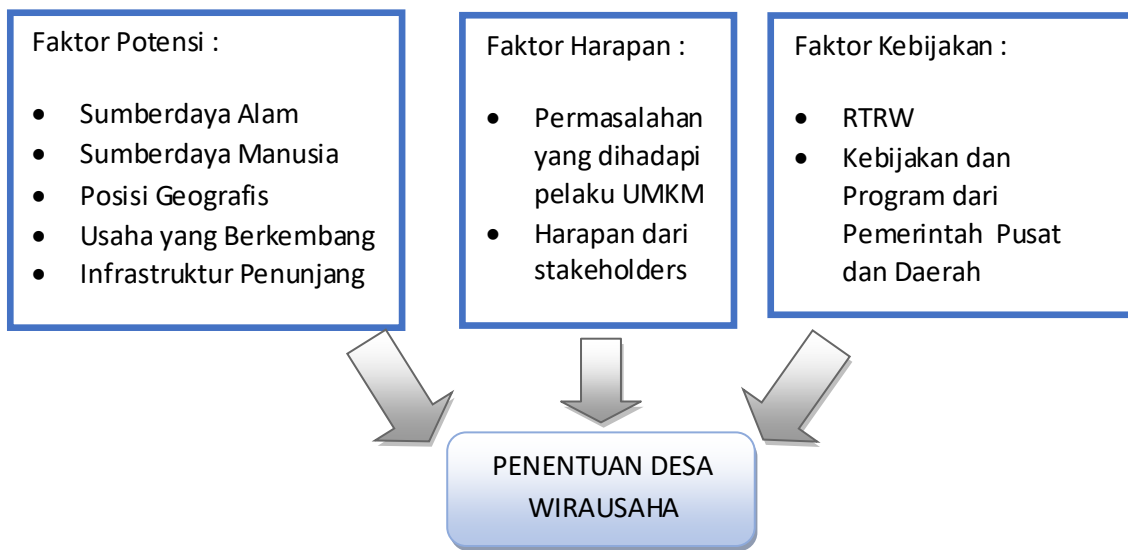 Faktor Potensi :
• Sumberdaya Alam
• Sumberdaya Manusia
• Posisi Geografis
• Usaha yang Berkembang
• Infrastruktur Penunjang
Faktor Harapan :
• Permasalahan
yang dihadapi
pelaku UMKM
• Harapan dari
stakeholders
Faktor Kebijakan :
• RTRW
• Kebijakan dan
Program dari
Pemerintah Pusat
dan Daerah
PENENTUAN DESA
WIRAUSAHA